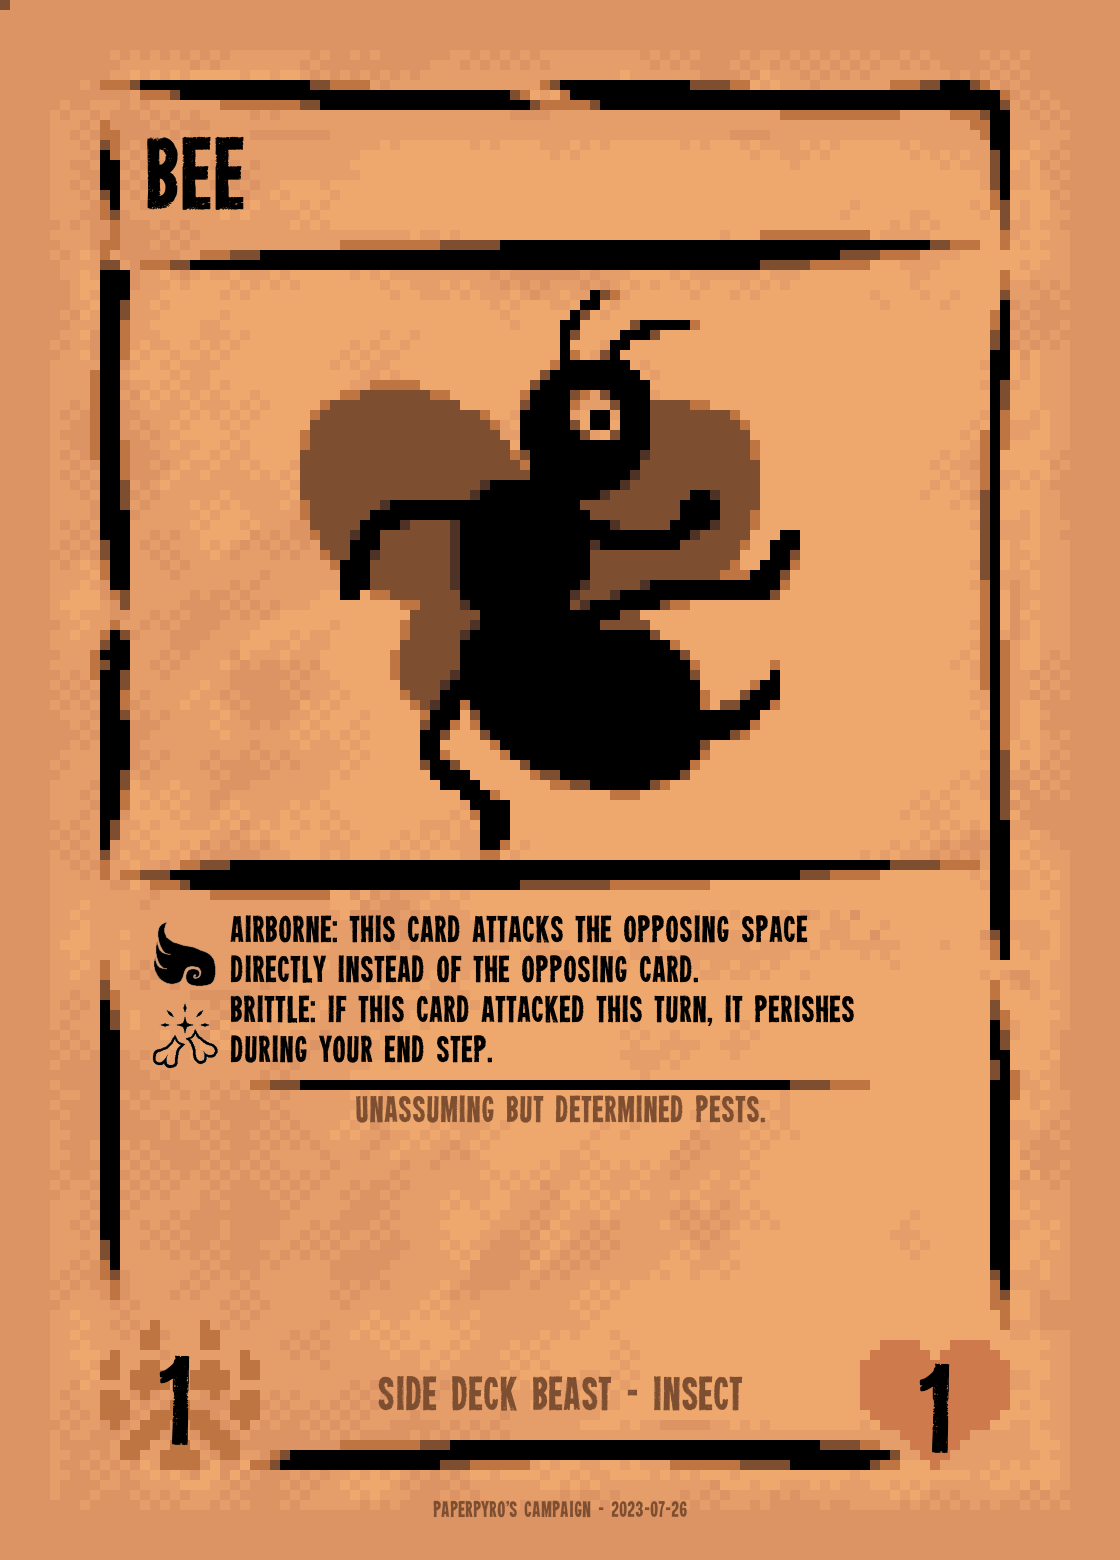 BEE
AIRBORNE: THIS CARD ATTACKS THE OPPOSING SPACE
DIRECTLY INSTEAD OF THE OPPOSING CARD.
BRITTLE: IF THIS CARD ATTACKED THIS TURN, IT PERISHES
DURING YOUR END STEP.
UNASSUMING BUT DETERMINED PESTS.
1
SIDE DECK BEAST - INSECT
1
PAPERPYRO'S CAMPAIGN - 2023-07-26